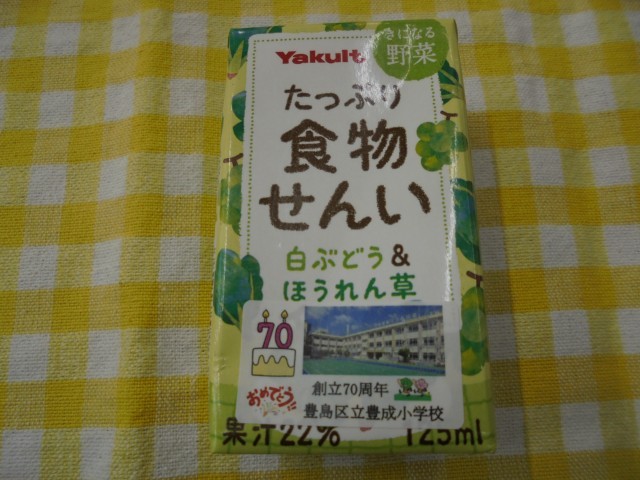 Yakult
きになる
野菜
たっぷり
食物
せんい
白ぶどう&
ほうれん草
70
おめでとう!!
創立70周年
豊島区立豊成小学校
果汁22% 125ml